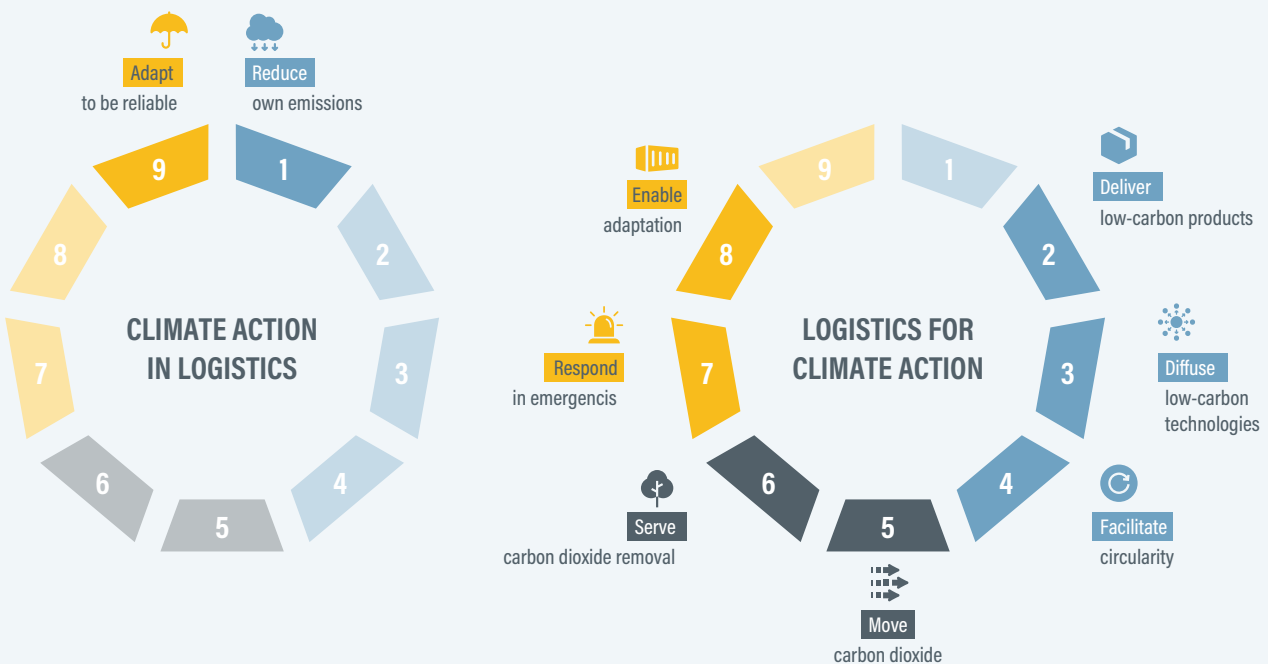 Adapt
to be reliable
Reduce
own emissions
9
1
8
2
7
3
6
4
5
CLIMATE ACTION
IN LOGISTICS
Enable
adaptation
Deliver
low-carbon products
9
1
8
2
Respond
in emergencis
LOGISTICS FOR
CLIMATE ACTION
Diffuse
low-carbon
technologies
7
3
Serve
carbon dioxide removal
6
4
Facilitate
circularity
5
Move
carbon dioxide